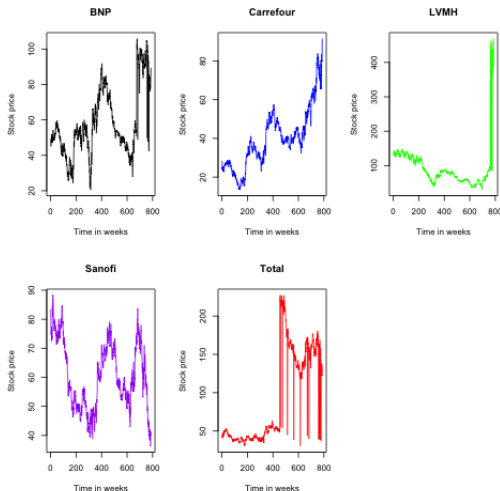 BNP
Stock price
20 40 60 80 100
0 200 400 600 800
Time in weeks
Carrefour
Stock price
20 40 60 80
0 200 400 600 800
Time in weeks
LVMH
Stock price
100 200 300 400
0 200 400 600 800
Time in weeks
Sanofi
Stock price
40 50 60 70 80 90
0 200 400 600 800
Time in weeks
Total
Stock price
50 100 150 200
0 200 400 600 800
Time in weeks